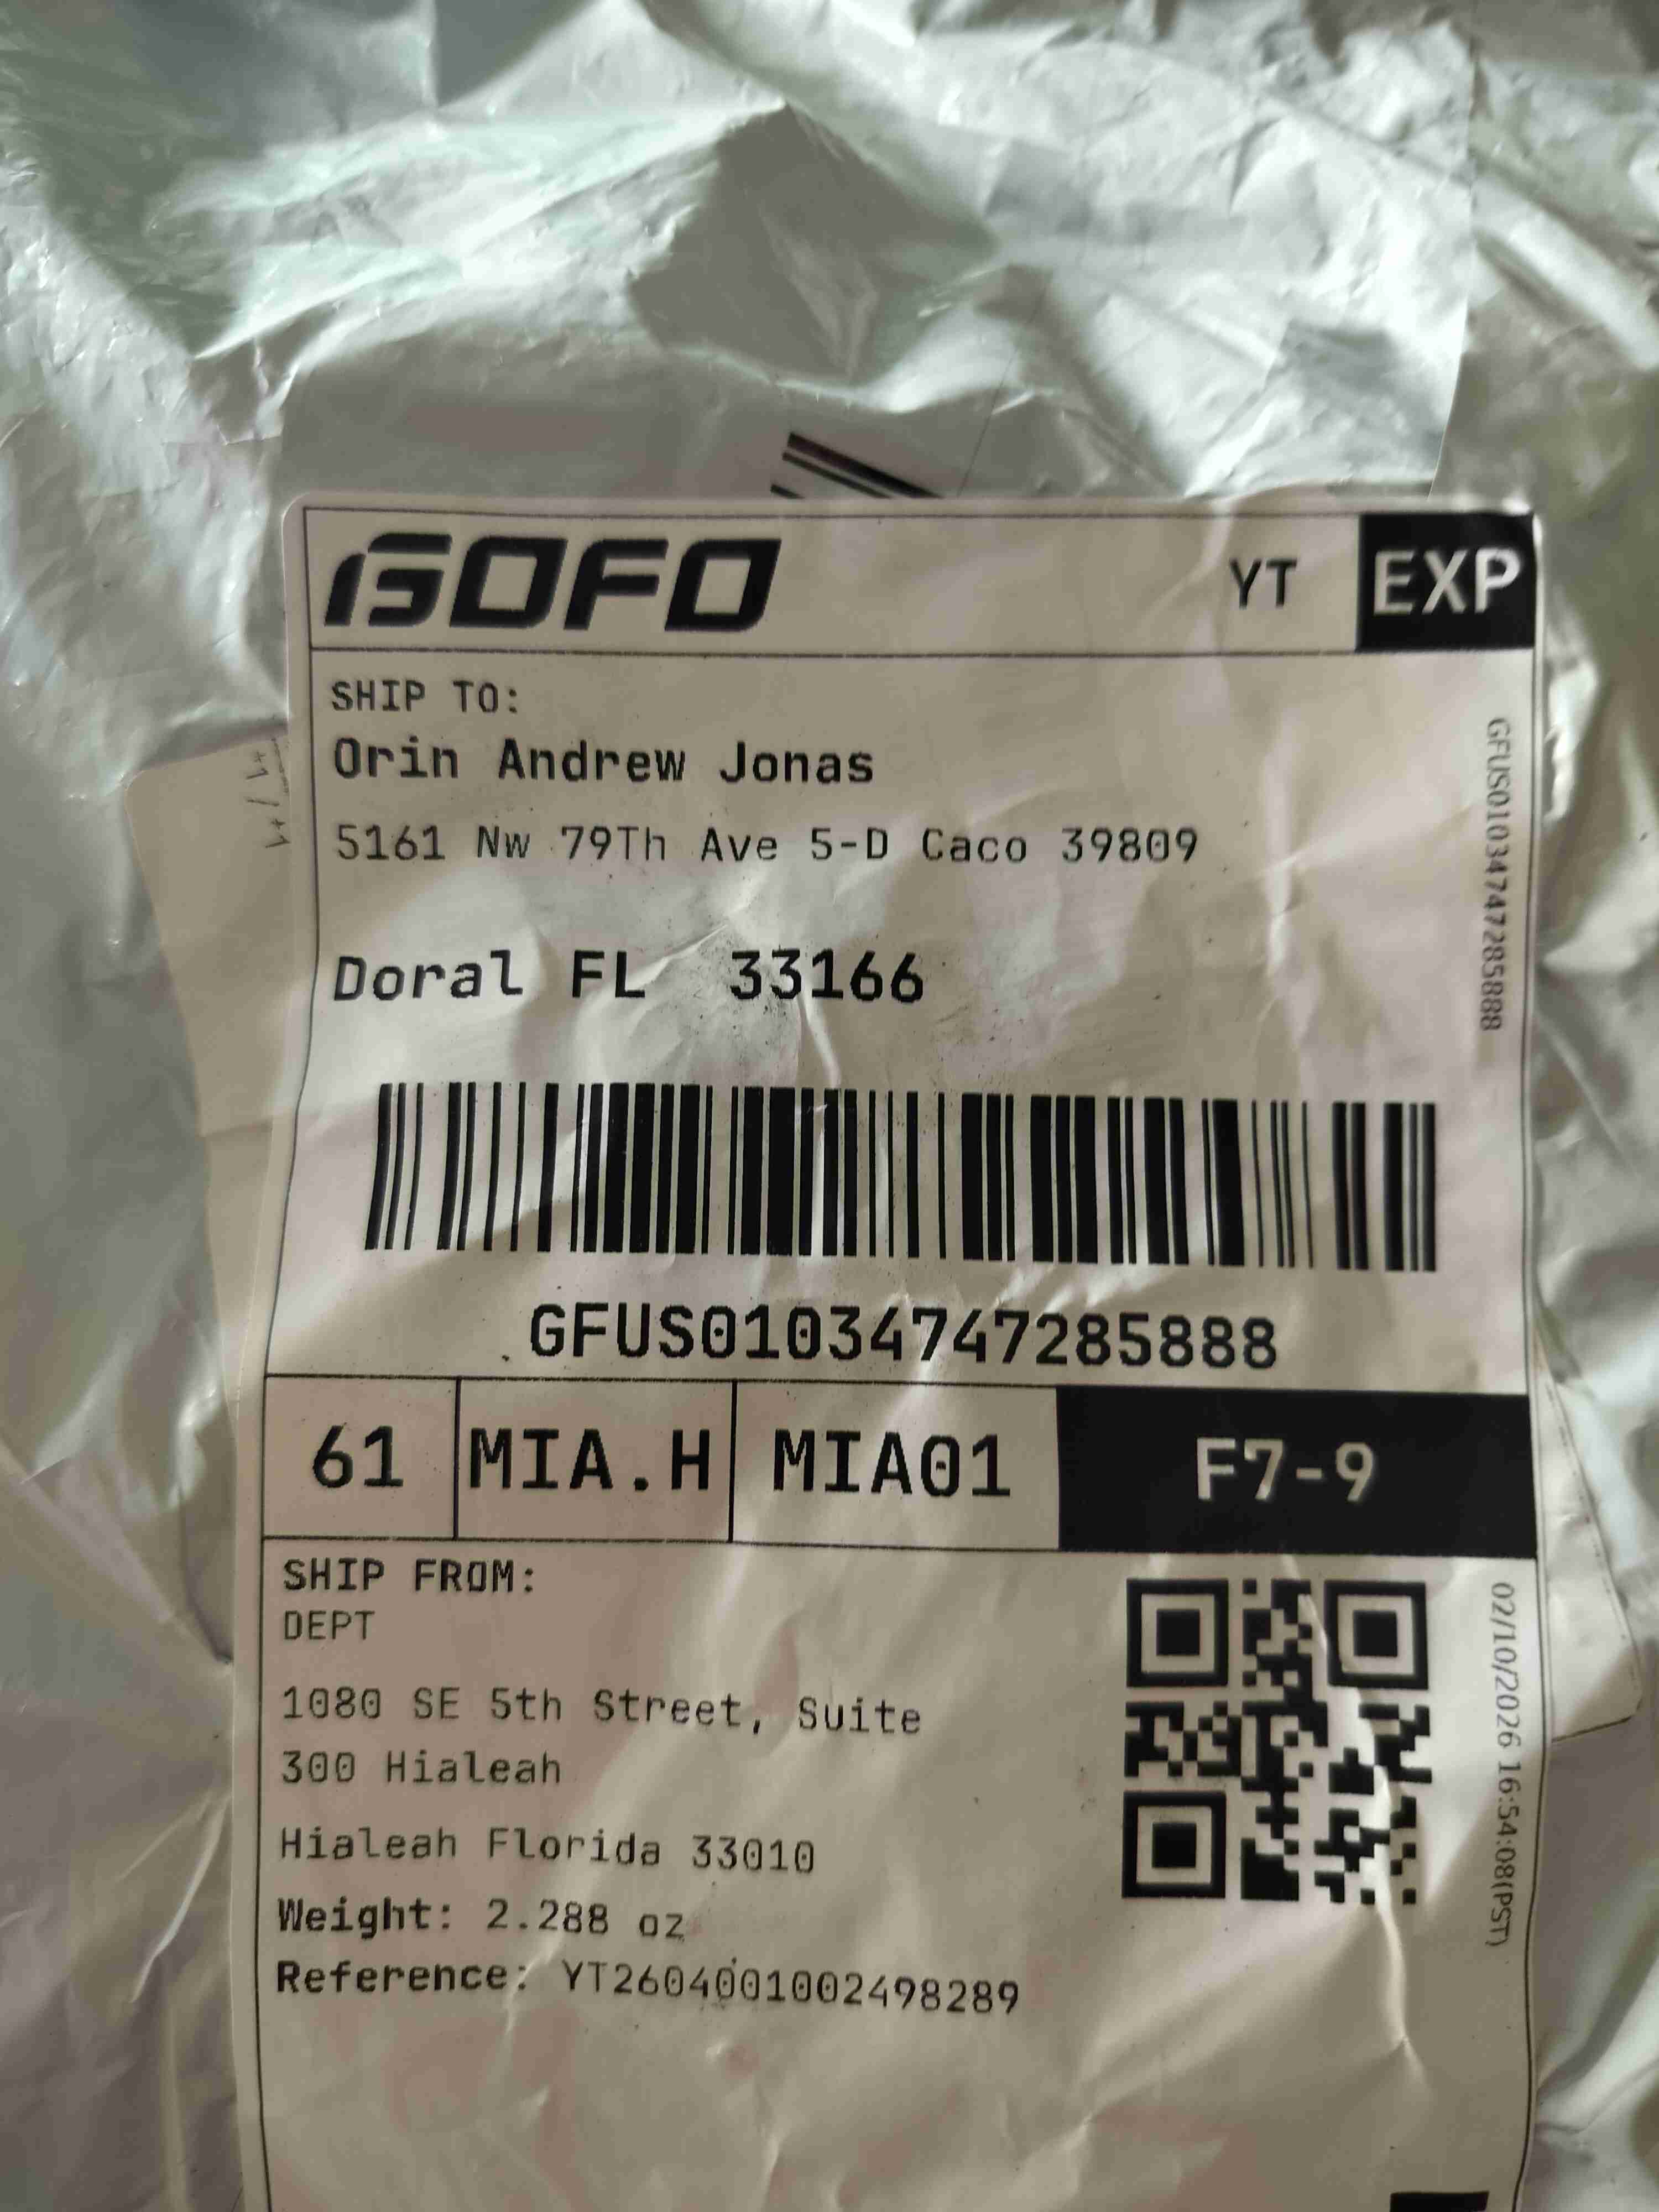 GOFO YT EXP
SHIP TO:
Orin Andrew Jonas
5161 Nw 79Th Ave 5-D Caco 39809
Doral FL 33166
GFUS01034747285888
GFUS01034747285888
61 MIA.H MIA01 F7-9
SHIP FROM:
DEPT
1080 SE 5th Street, Suite
300 Hialeah
Hialeah Florida 33010
Weight: 2.288 oz
Reference: YT2604001002498289
02/10/2026 16:54:08(PST)